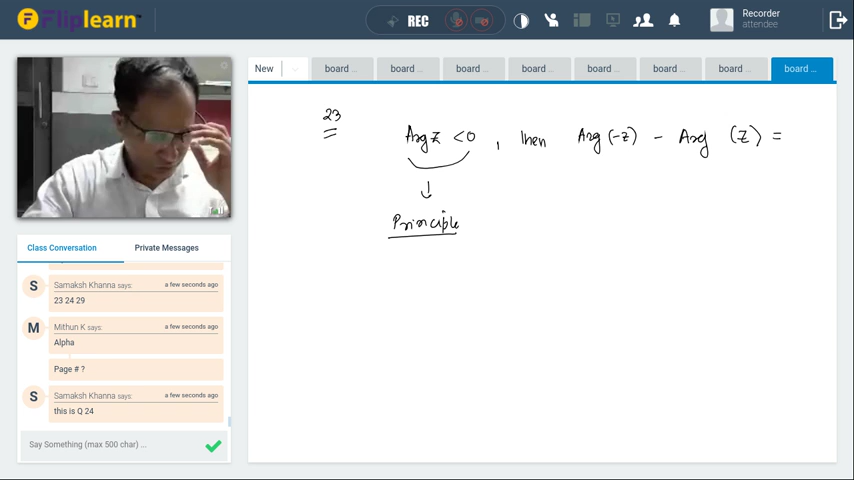 Fliplearn
REC
Recorder
attendee
New
board ...
board ...
board ...
board ...
board ...
board ...
board ...
board ...
23
Arg z < 0 , then Arg (-z) - Arg (z) =
Principle
Class Conversation
Private Messages
S
Samaksh Khanna says:
a few seconds ago
23 24 29
M
Mithun K says:
a few seconds ago
Alpha
Page # ?
S
Samaksh Khanna says:
a few seconds ago
this is Q 24
Say Something (max 500 char) ...